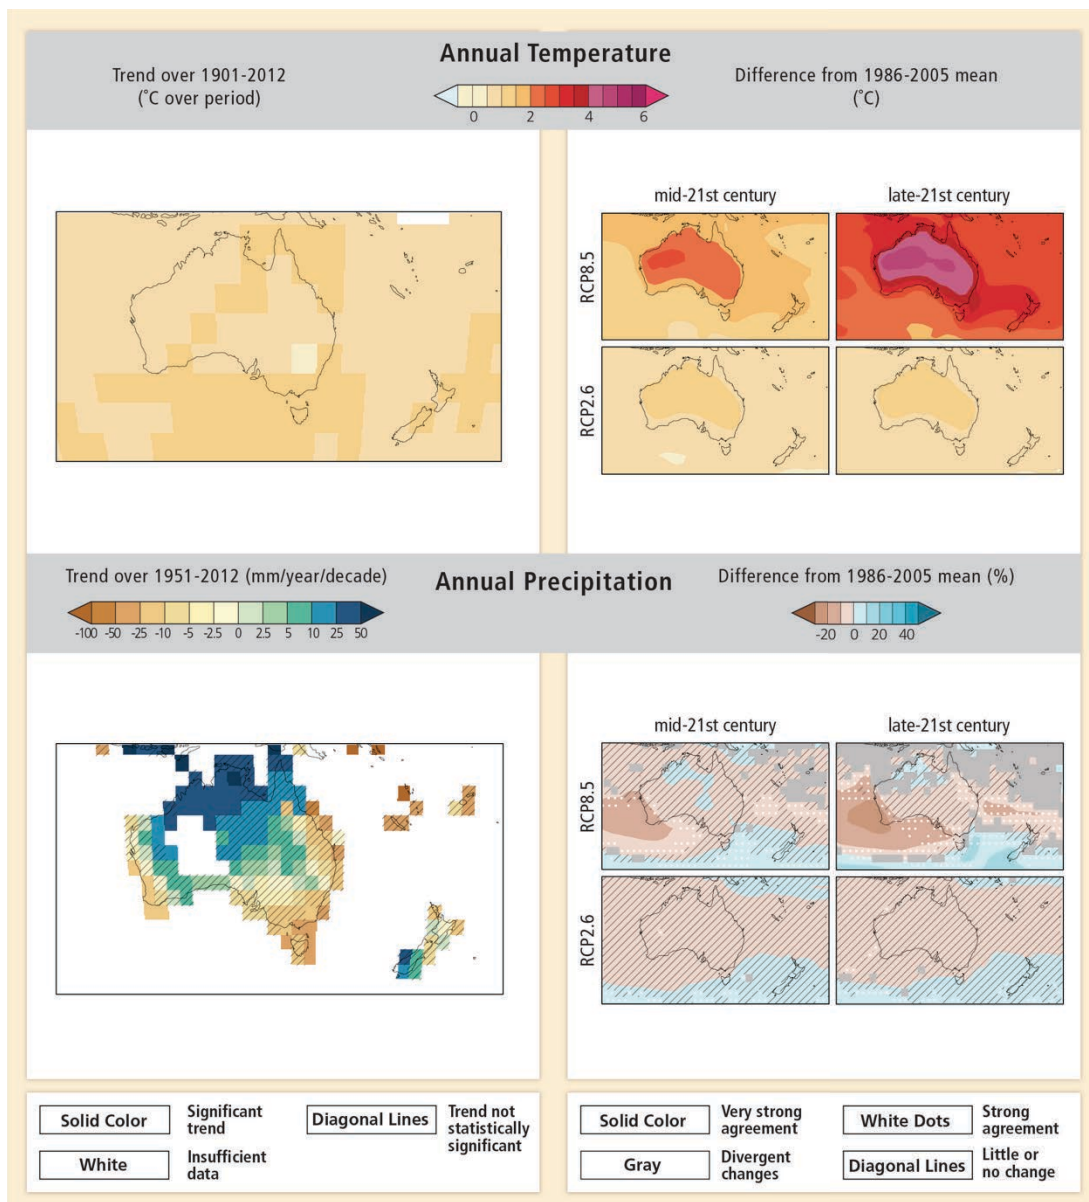 Annual Temperature
Trend over 1901-2012
(˚C over period)
0 2 4 6
Difference from 1986-2005 mean
(˚C)
mid-21st century
late-21st century
RCP8.5
RCP2.6
Annual Precipitation
Trend over 1951-2012 (mm/year/decade)
-100 -50 -25 -10 -5 -2.5 0 2.5 5 10 25 50
Difference from 1986-2005 mean (%)
-20 0 20 40
mid-21st century
late-21st century
RCP8.5
RCP2.6
Solid Color
Significant
trend
Diagonal Lines
Trend not
statistically
significant
White
Insufficient
data
Solid Color
Very strong
agreement
White Dots
Strong
agreement
Gray
Divergent
changes
Diagonal Lines
Little or
no change